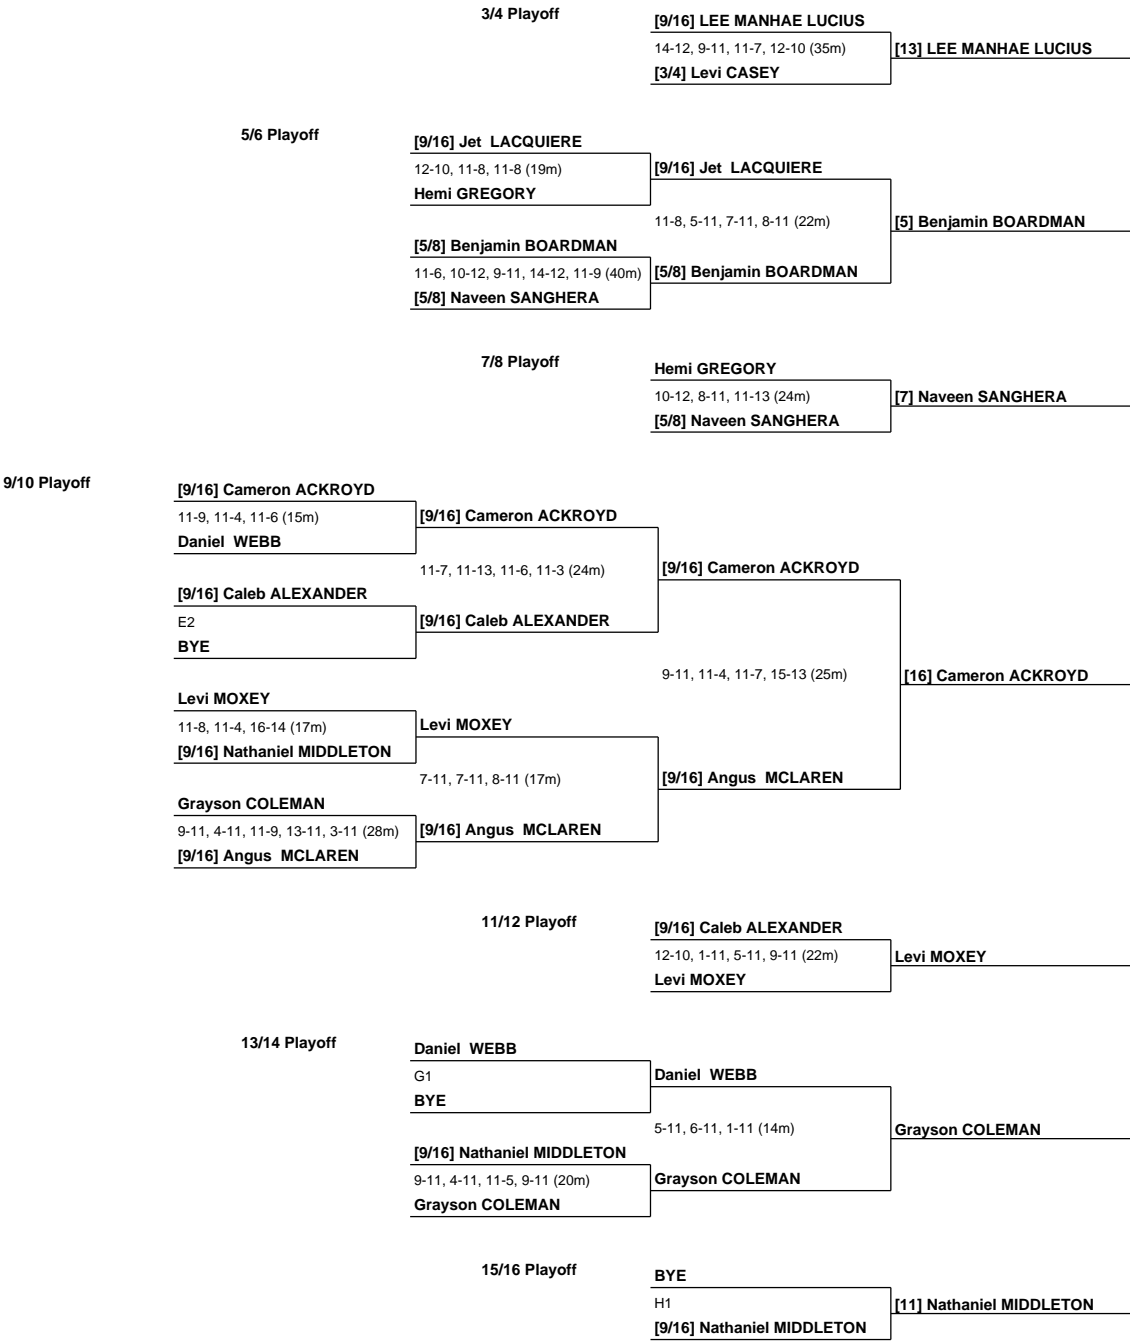 3/4 Playoff
[9/16] LEE MANHAE LUCIUS
14-12, 9-11, 11-7, 12-10 (35m)
[13] LEE MANHAE LUCIUS
[3/4] Levi CASEY
5/6 Playoff
[9/16] Jet LACQUIERE
12-10, 11-8, 11-8 (19m)
[9/16] Jet LACQUIERE
Hemi GREGORY
11-8, 5-11, 7-11, 8-11 (22m)
[5] Benjamin BOARDMAN
[5/8] Benjamin BOARDMAN
11-6, 10-12, 9-11, 14-12, 11-9 (40m)
[5/8] Benjamin BOARDMAN
[5/8] Naveen SANGHERA
7/8 Playoff
Hemi GREGORY
10-12, 8-11, 11-13 (24m)
[7] Naveen SANGHERA
[5/8] Naveen SANGHERA
9/10 Playoff
[9/16] Cameron ACKROYD
11-9, 11-4, 11-6 (15m)
[9/16] Cameron ACKROYD
Daniel WEBB
11-7, 11-13, 11-6, 11-3 (24m)
[9/16] Cameron ACKROYD
[9/16] Caleb ALEXANDER
E2
[9/16] Caleb ALEXANDER
BYE
9-11, 11-4, 11-7, 15-13 (25m)
[16] Cameron ACKROYD
Levi MOXEY
11-8, 11-4, 16-14 (17m)
Levi MOXEY
[9/16] Nathaniel MIDDLETON
7-11, 7-11, 8-11 (17m)
[9/16] Angus MCLAREN
Grayson COLEMAN
9-11, 4-11, 11-9, 13-11, 3-11 (28m)
[9/16] Angus MCLAREN
[9/16] Angus MCLAREN
11/12 Playoff
[9/16] Caleb ALEXANDER
12-10, 1-11, 5-11, 9-11 (22m)
Levi MOXEY
Levi MOXEY
13/14 Playoff
Daniel WEBB
G1
Daniel WEBB
BYE
5-11, 6-11, 1-11 (14m)
Grayson COLEMAN
[9/16] Nathaniel MIDDLETON
9-11, 4-11, 11-5, 9-11 (20m)
Grayson COLEMAN
Grayson COLEMAN
15/16 Playoff
BYE
H1
[11] Nathaniel MIDDLETON
[9/16] Nathaniel MIDDLETON